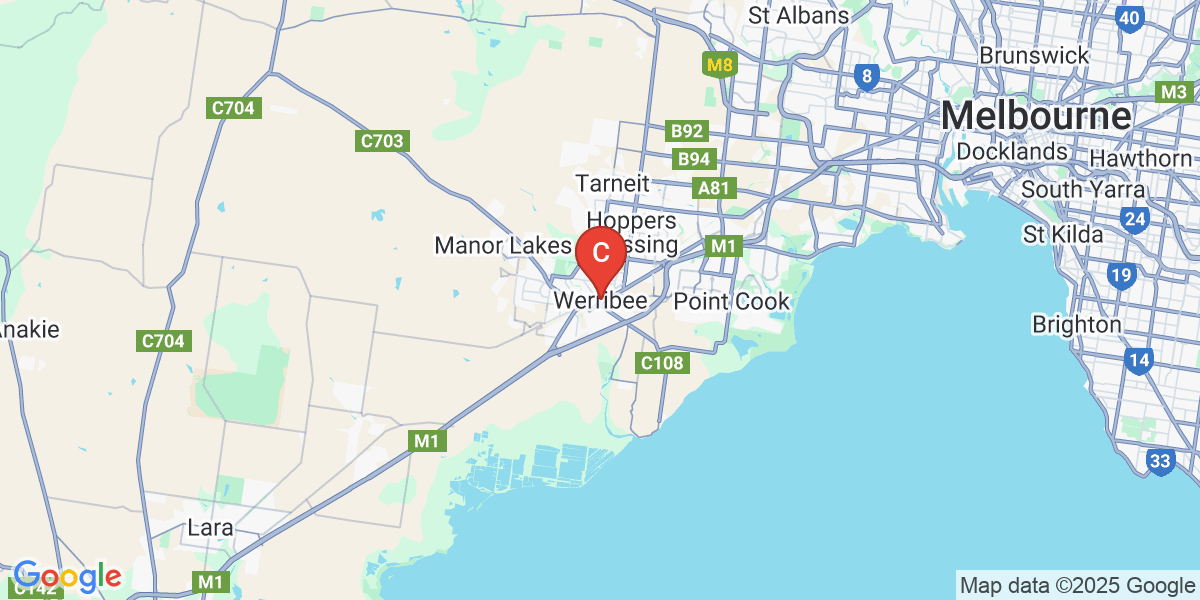 St Albans
40
Brunswick
M8
8
M3
C704
Melbourne
B92
C703
Docklands
Hawthorn
B94
Tarneit
A81
South Yarra
Hoppers
24
St Kilda
Manor Lakes
ssing
M1
C
19
Werribee
Point Cook
Brighton
Anakie
C704
C108
14
M1
33
Lara
Google
M1
C142
Map data ©2025 Google